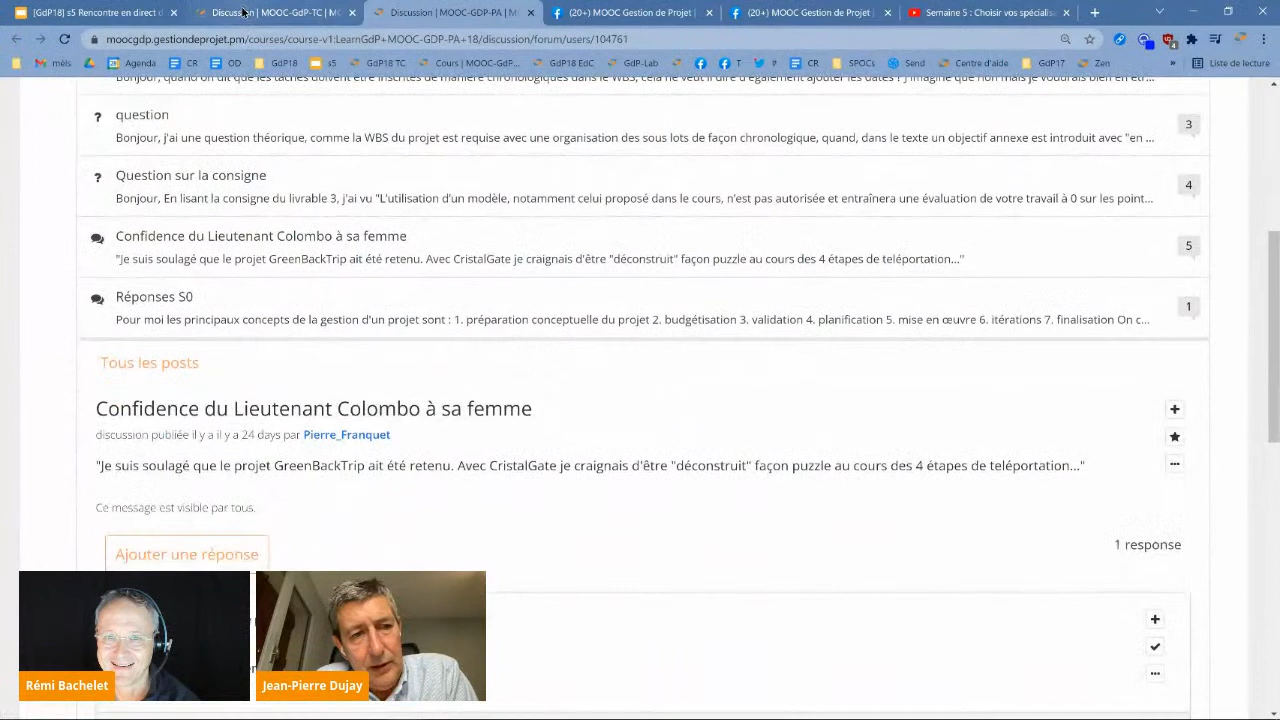 [GdP18] s5 Rencontre en direct d
Discussion | MOOC-GdP-TC | M
Discussion | MOOC-GDP-PA | M
(20+) MOOC Gestion de Projet |
(20+) MOOC Gestion de Projet |
Semaine 5 : Choisir vos spécialis
moocgdp.gestiondeprojet.pm/courses/course-v1:LearnGdP+MOOC-GDP-PA+18/discussion/forum/users/104761
mèls
Agenda
CR
OD
GdP18
s5
GdP18 TC
Cours | MOOC-GdP...
GdP18 EdC
GdP-Lab
T
P
CR
SPOCs
Send
Centre d'aide
GdP17
Zen
»
Liste de lecture
question
Bonjour, j'ai une question théorique, comme la WBS du projet est requise avec une organisation des sous lots de façon chronologique, quand, dans le texte un objectif annexe est introduit avec "en ...
3
Question sur la consigne
Bonjour, En lisant la consigne du livrable 3, j'ai vu "L'utilisation d'un modèle, notamment celui proposé dans le cours, n'est pas autorisée et entraînera une évaluation de votre travail à 0 sur les point...
4
Confidence du Lieutenant Colombo à sa femme
"Je suis soulagé que le projet GreenBackTrip ait été retenu. Avec CristalGate je craignais d'être "déconstruit" façon puzzle au cours des 4 étapes de teléportation..."
5
Réponses S0
Pour moi les principaux concepts de la gestion d'un projet sont : 1. préparation conceptuelle du projet 2. budgétisation 3. validation 4. planification 5. mise en œuvre 6. itérations 7. finalisation On c...
1
Tous les posts
Confidence du Lieutenant Colombo à sa femme
discussion publiée il y a il y a 24 days par Pierre_Franquet
"Je suis soulagé que le projet GreenBackTrip ait été retenu. Avec CristalGate je craignais d'être "déconstruit" façon puzzle au cours des 4 étapes de teléportation..."
Ce message est visible par tous.
Ajouter une réponse
1 response
Rémi Bachelet
Jean-Pierre Dujay